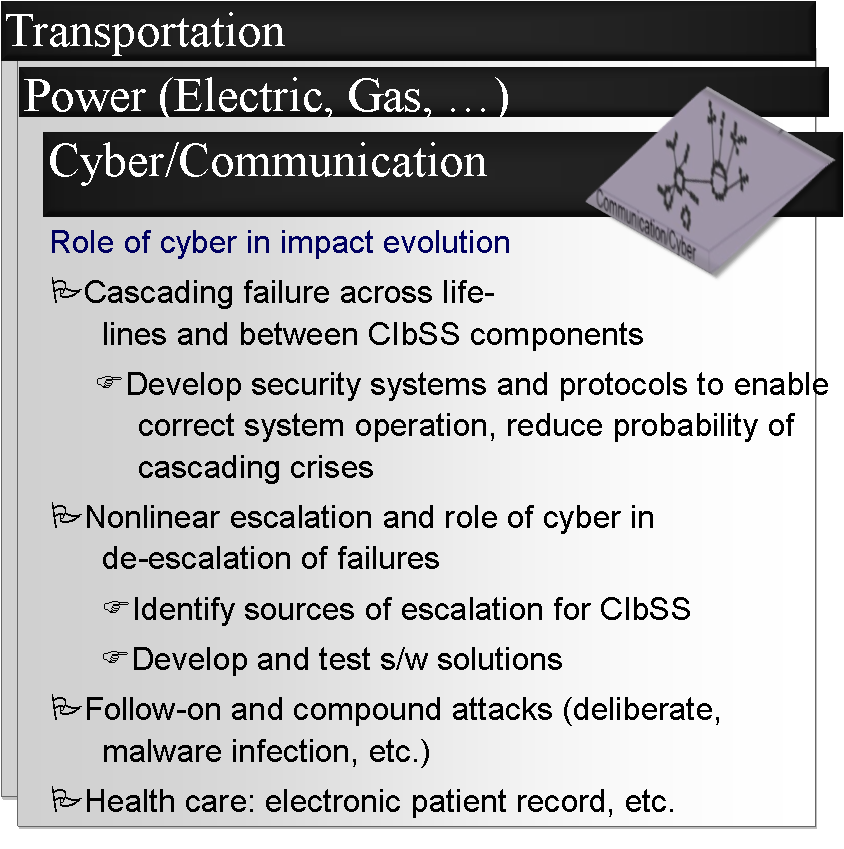 Transportation
Power (Electric, Gas, …)
Cyber/Communication
Communication/Cyber
Role of cyber in impact evolution
Cascading failure across life-
lines and between CIbSS components
Develop security systems and protocols to enable
correct system operation, reduce probability of
cascading crises
Nonlinear escalation and role of cyber in
de-escalation of failures
Identify sources of escalation for CIbSS
Develop and test s/w solutions
Follow-on and compound attacks (deliberate,
malware infection, etc.)
Health care: electronic patient record, etc.